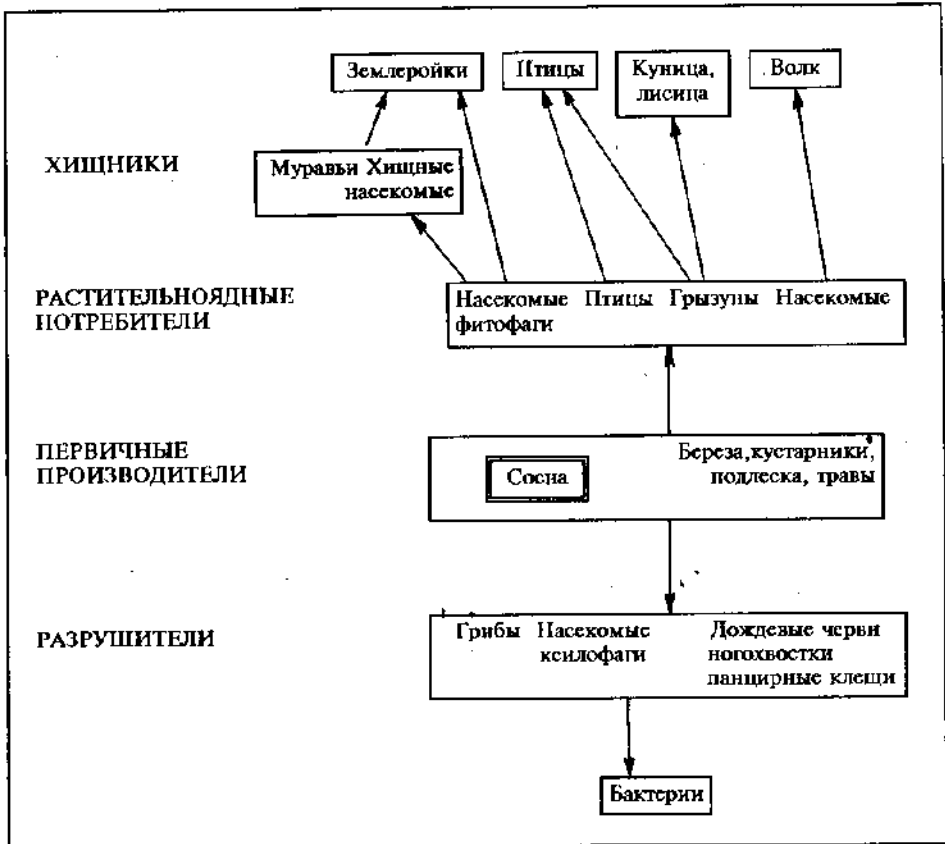 Землеройки
Птицы
Куница,
лисица
Волк
ХИЩНИКИ
Муравьи Хищные
насекомые
РАСТИТЕЛЬНОЯДНЫЕ
ПОТРЕБИТЕЛИ
Насекомые Птицы Грызуны Насекомые
фитофаги
ПЕРВИЧНЫЕ
ПРОИЗВОДИТЕЛИ
Сосна
Береза,кустарники,
подлеска, травы
РАЗРУШИТЕЛИ
Грибы Насекомые
ксилофаги
Дождевые черви
ногохвостки
панцирные клещи
Бактерии